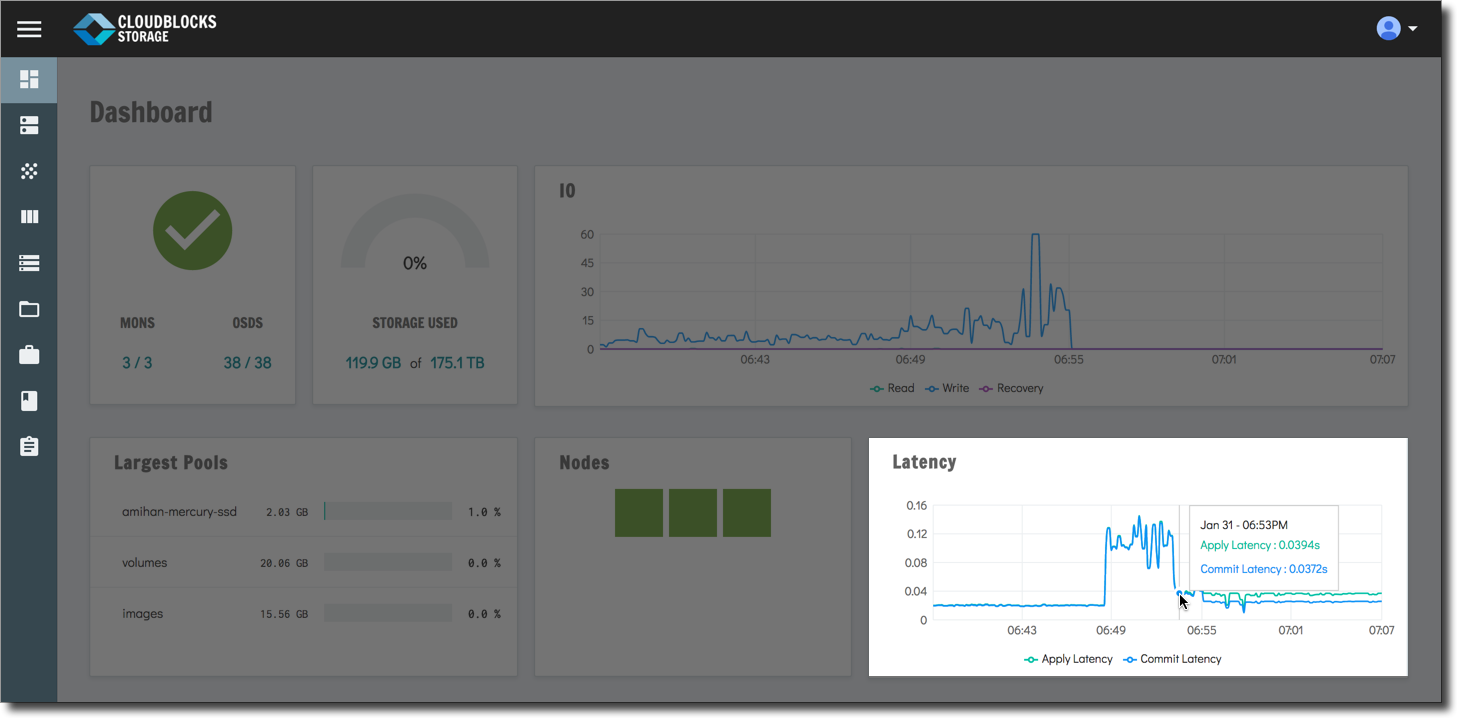 CLOUDBLOCKS
STORAGE
Dashboard
MONS OSDS
3 / 3 38 / 38
0%
STORAGE USED
119.9 GB of 175.1 TB
IO
60
45
30
15
0
06:43 06:49 06:55 07:01 07:07
Read Write Recovery
Largest Pools
amihan-mercury-ssd 2.03 GB 1.0 %
volumes 20.06 GB 0.0 %
images 15.56 GB 0.0 %
Nodes
Latency
0.16
0.12
0.08
0.04
0
Jan 31 - 06:53PM
Apply Latency : 0.0394s
Commit Latency : 0.0372s
06:43 06:49 06:55 07:01 07:07
Apply Latency Commit Latency